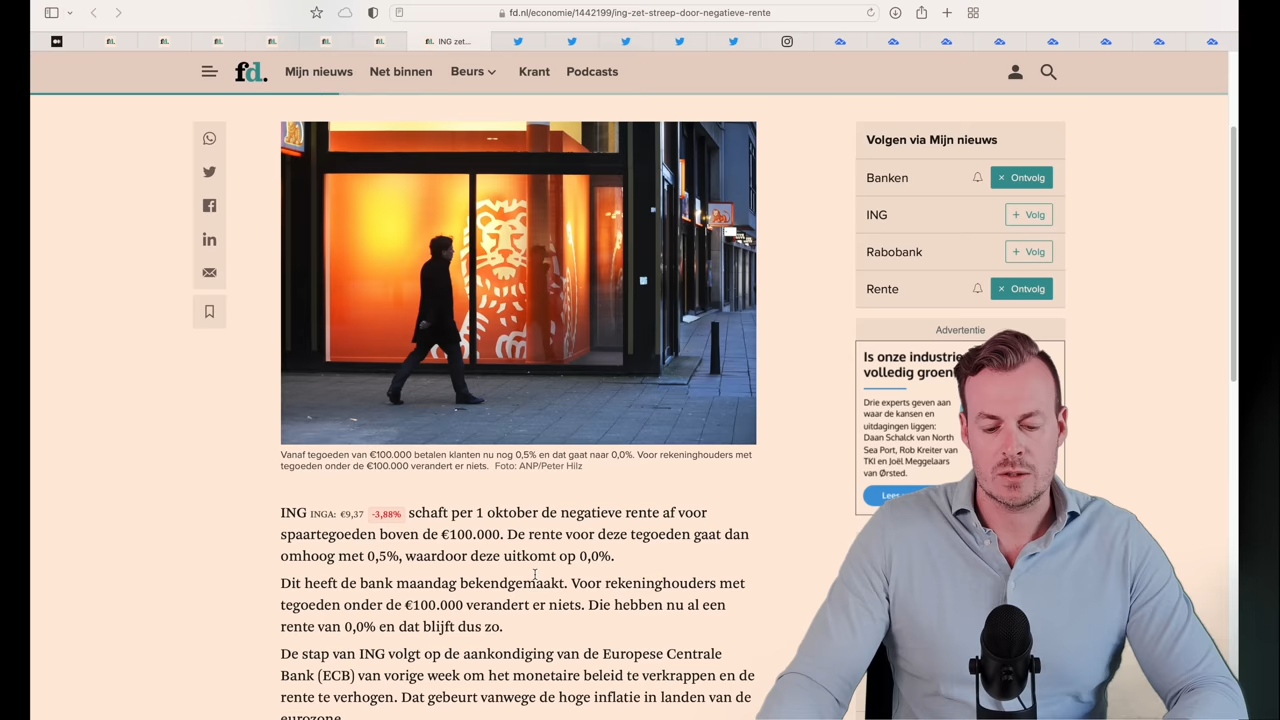 fd.nl/economie/1442199/ing-zet-streep-door-negatieve-rente
fd.
fd.
fd.
fd.
fd.
fd.
fd. ING zet...
fd. Mijn nieuws Net binnen Beurs Krant Podcasts
Volgen via Mijn nieuws
Banken × Ontvolg
ING + Volg
Rabobank + Volg
Rente × Ontvolg
Advertentie
Is onze industrie
volledig groen
Drie experts geven aan
waar de kansen en
uitdagingen liggen:
Daan Schalck van North
Sea Port, Rob Kreiter van
TKI en Joël Meggelaars
van Ørsted.
Lees
Vanaf tegoeden van €100.000 betalen klanten nu nog 0,5% en dat gaat naar 0,0%. Voor rekeninghouders met
tegoeden onder de €100.000 verandert er niets. Foto: ANP/Peter Hilz
ING INGA: €9,37 -3,88% schaft per 1 oktober de negatieve rente af voor
spaartegoeden boven de €100.000. De rente voor deze tegoeden gaat dan
omhoog met 0,5%, waardoor deze uitkomt op 0,0%.
Dit heeft de bank maandag bekendgemaakt. Voor rekeninghouders met
tegoeden onder de €100.000 verandert er niets. Die hebben nu al een
rente van 0,0% en dat blijft dus zo.
De stap van ING volgt op de aankondiging van de Europese Centrale
Bank (ECB) van vorige week om het monetaire beleid te verkrappen en de
rente te verhogen. Dat gebeurt vanwege de hoge inflatie in landen van de
eurozone.